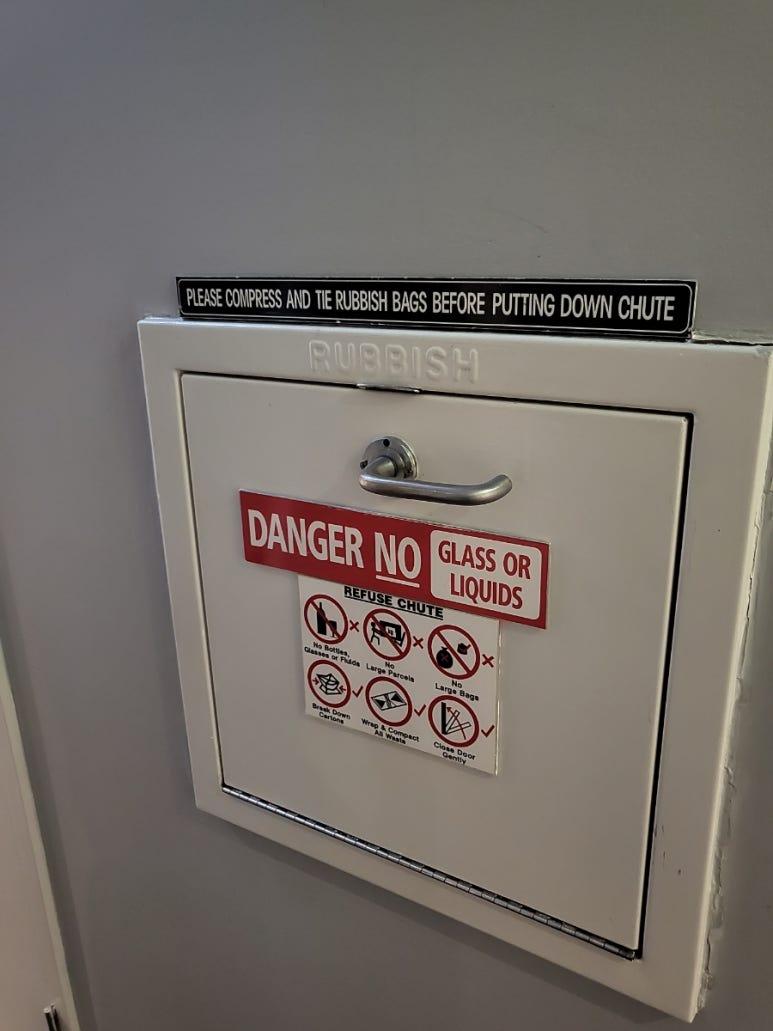 PLEASE COMPRESS AND TIE RUBBISH BAGS BEFORE PUTTING DOWN CHUTE
RUBBISH
DANGER NO
GLASS OR
LIQUIDS
REFUSE CHUTE
No Bottles,
Glasses or Fluids
No
Large Parcels
No
Large Bags
Break Down
Cartons
Wrap & Compact
All Waste
Close Door
Gently